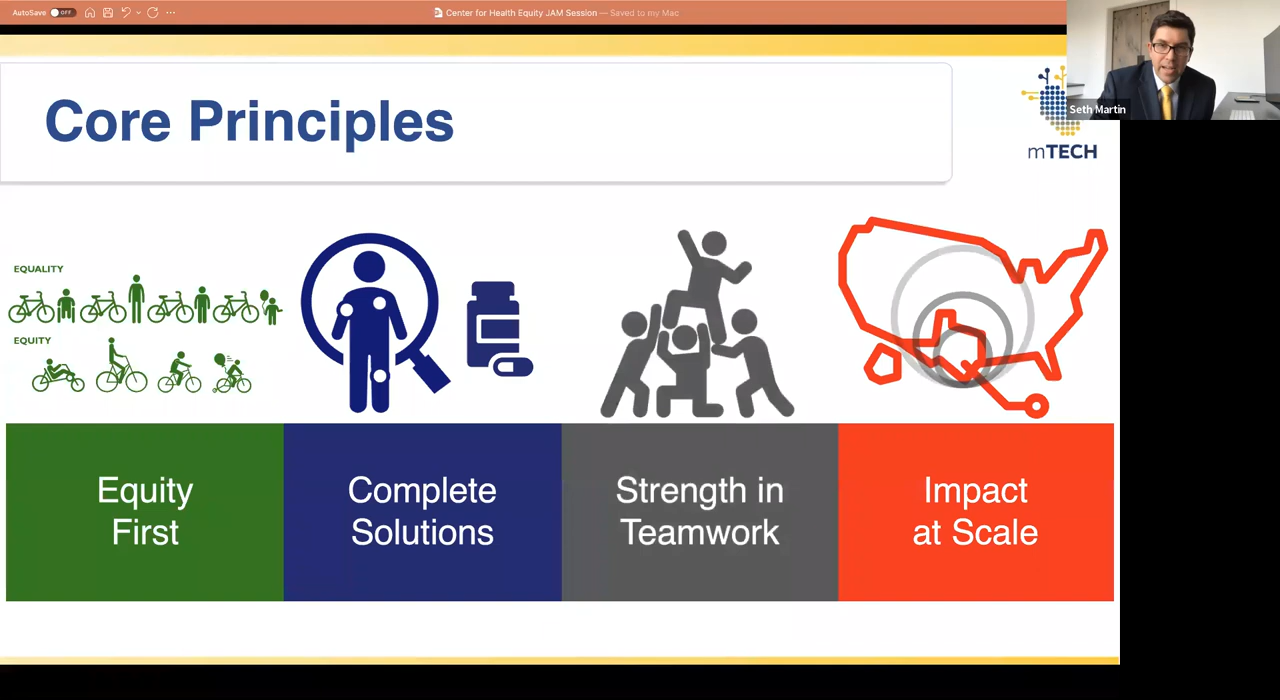 AutoSave OFF
Center for Health Equity JAM Session — Saved to my Mac
Seth Martin
Core Principles
mTECH
EQUALITY
EQUITY
Equity
First
Complete
Solutions
Strength in
Teamwork
Impact
at Scale